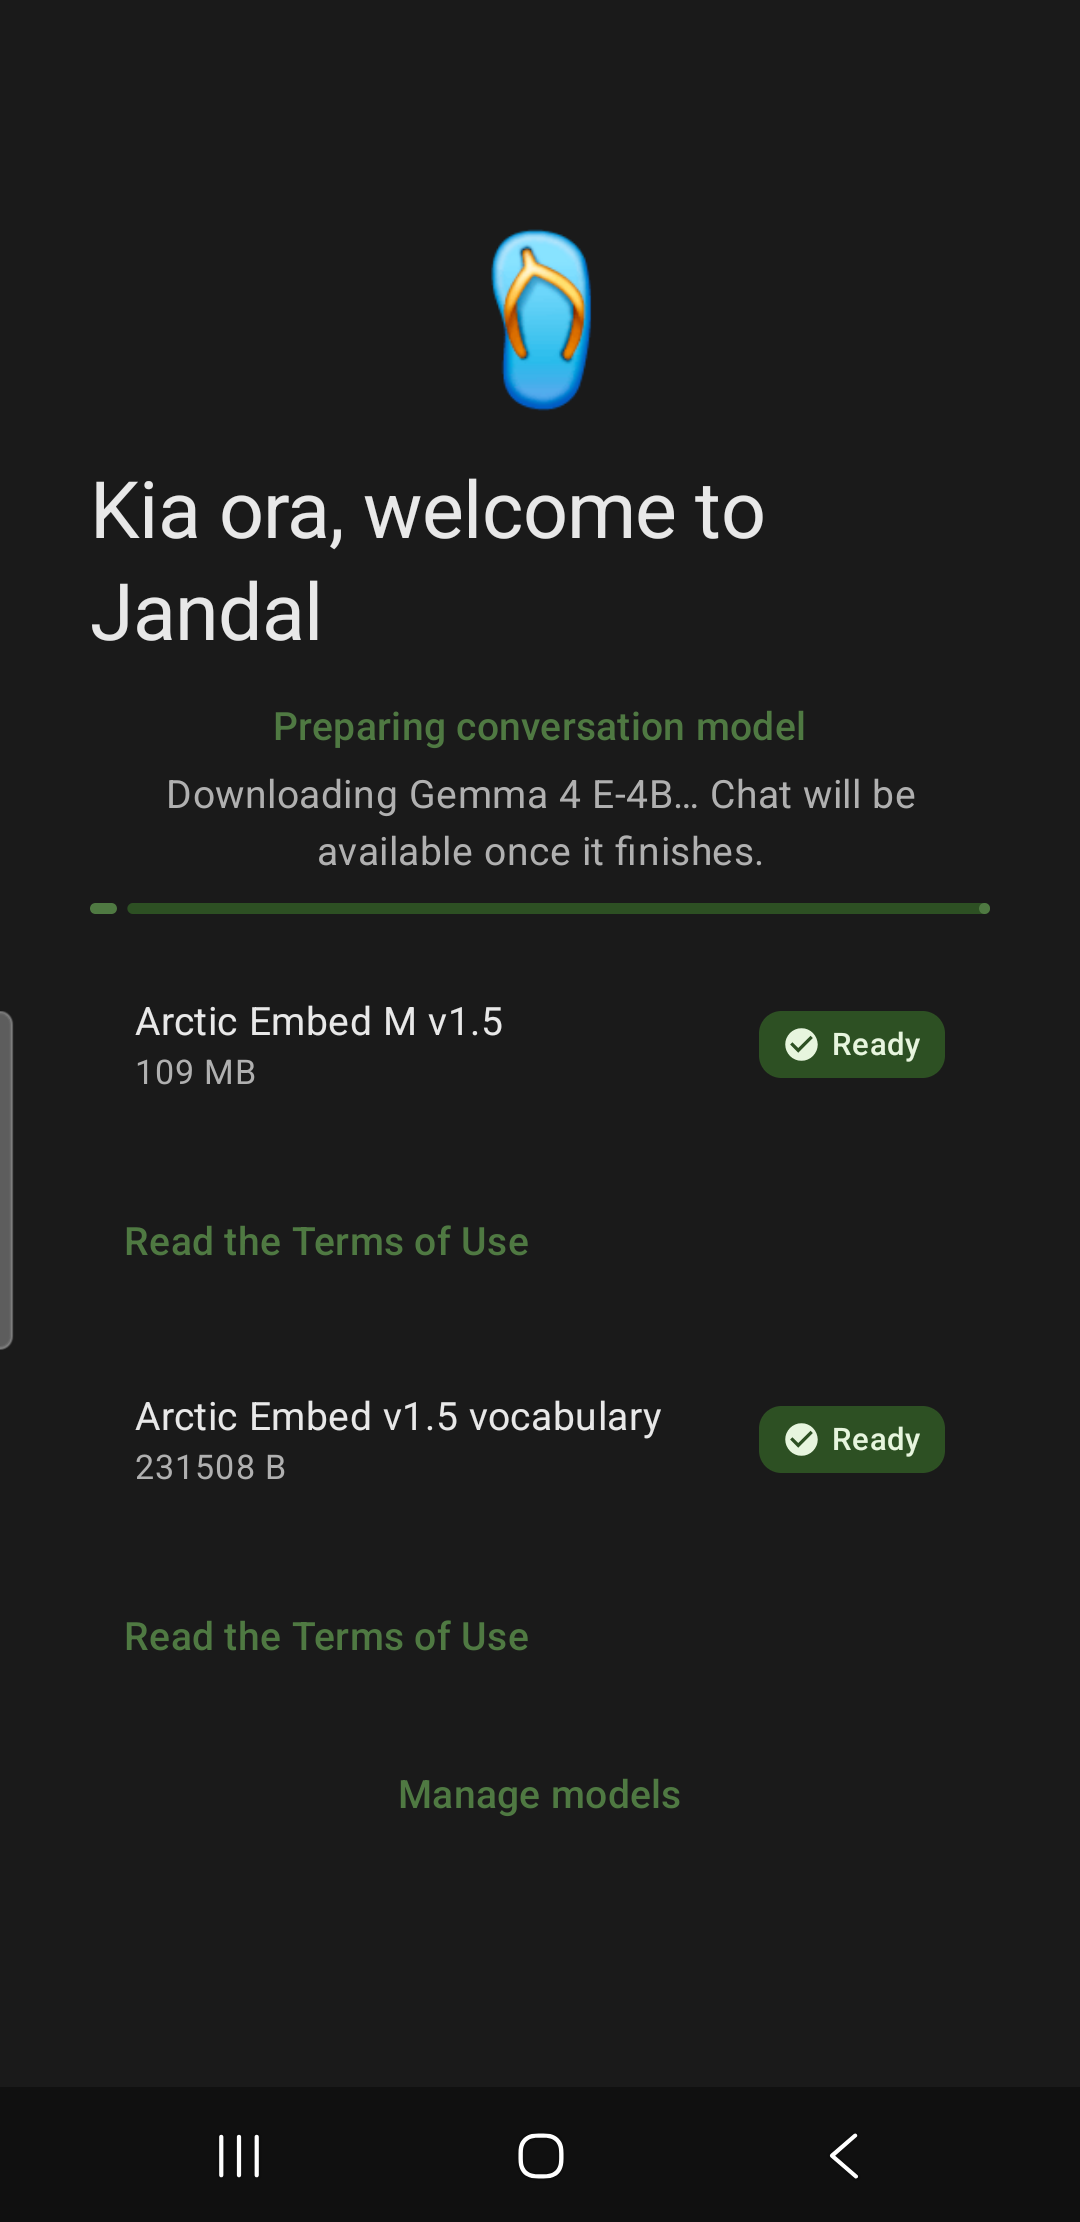 Kia ora, welcome to
Jandal
Preparing conversation model
Downloading Gemma 4 E-4B... Chat will be
available once it finishes.
Arctic Embed M v1.5
109 MB
Ready
Read the Terms of Use
Arctic Embed v1.5 vocabulary
231508 B
Ready
Read the Terms of Use
Manage models